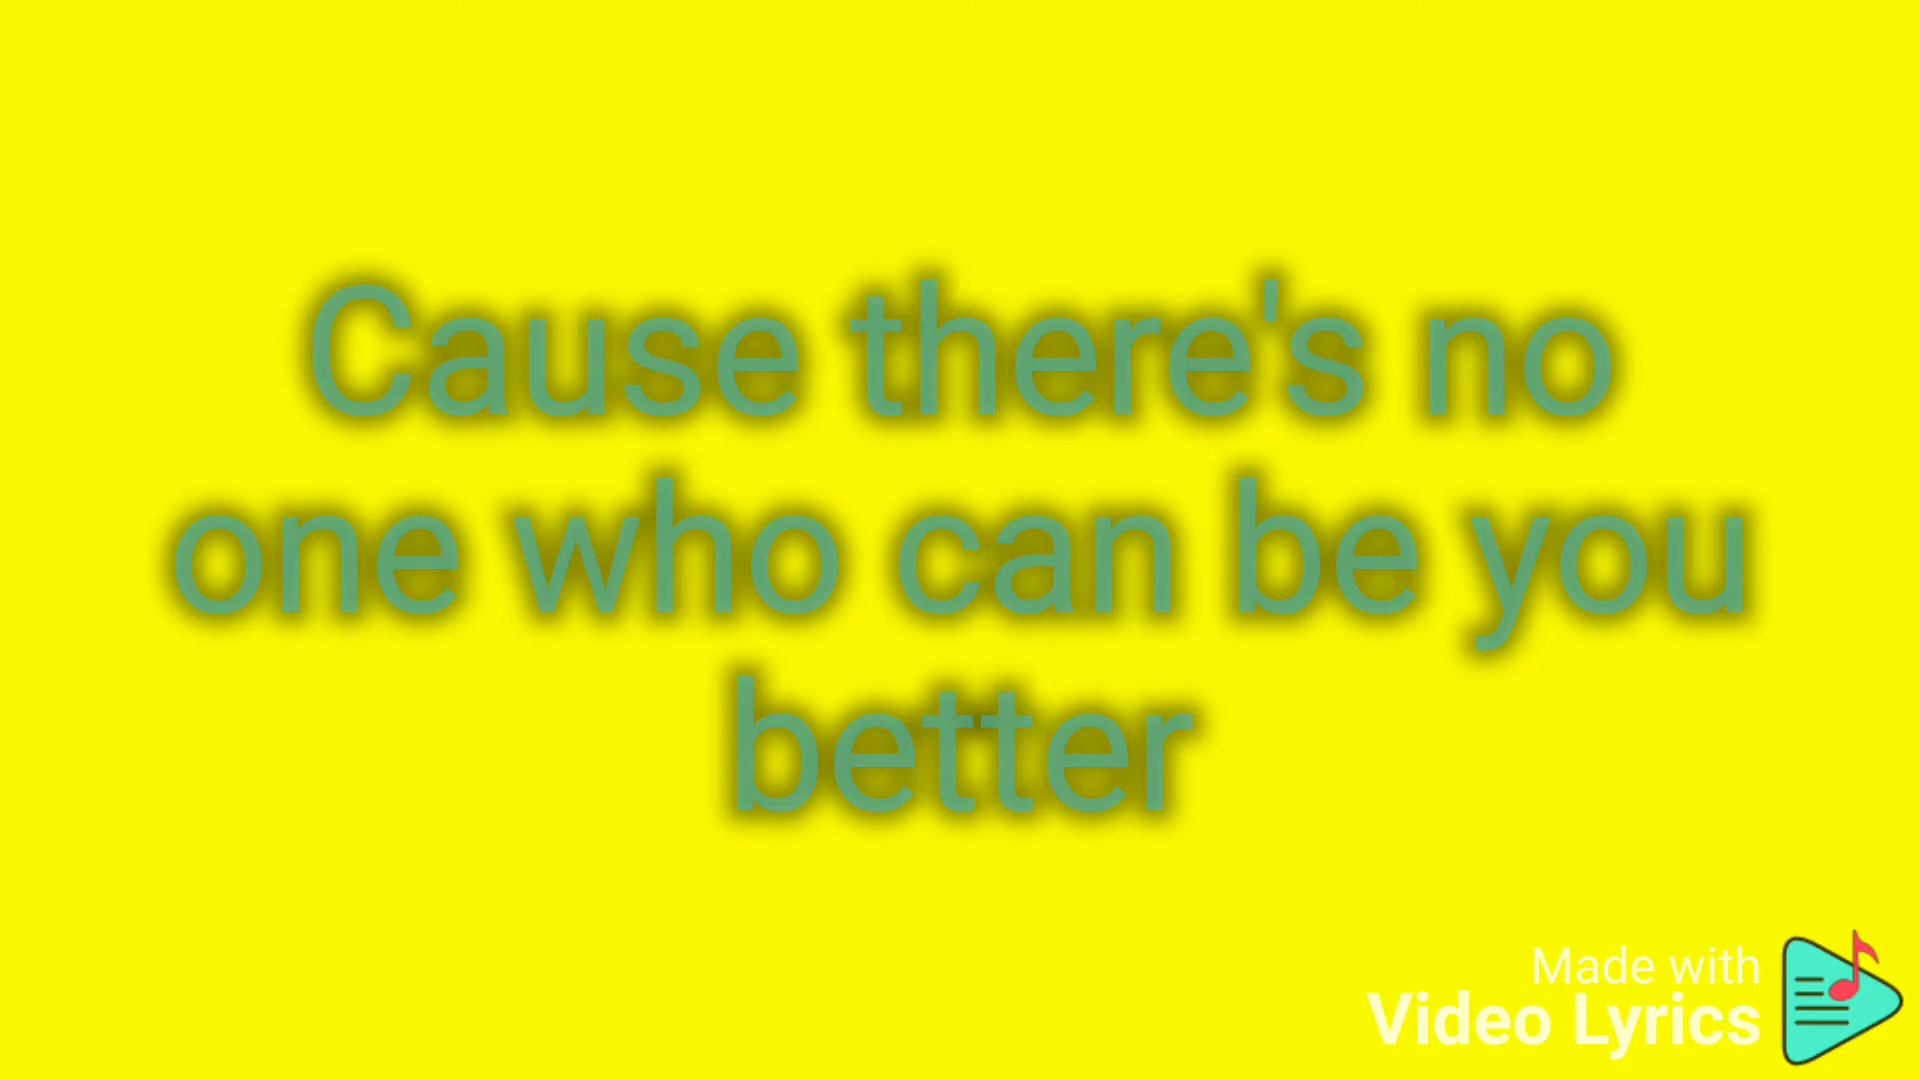 Cause there's no
one who can be you
better
Made with
Video Lyrics